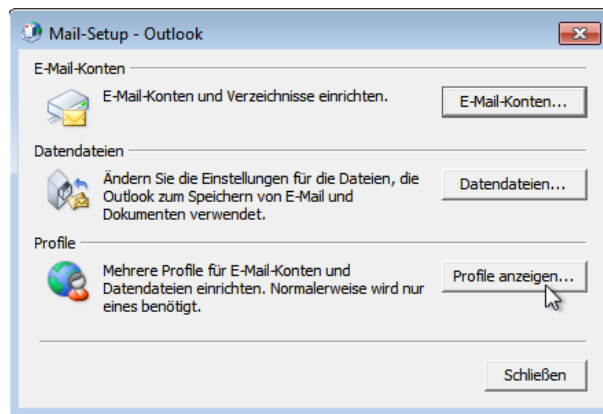 Mail-Setup - Outlook
E-Mail-Konten
E-Mail-Konten und Verzeichnisse einrichten.
E-Mail-Konten...
Datendateien
Ändern Sie die Einstellungen für die Dateien, die
Outlook zum Speichern von E-Mail und
Dokumenten verwendet.
Datendateien...
Profile
Mehrere Profile für E-Mail-Konten und
Datendateien einrichten. Normalerweise wird nur
eines benötigt.
Profile anzeigen...
Schließen